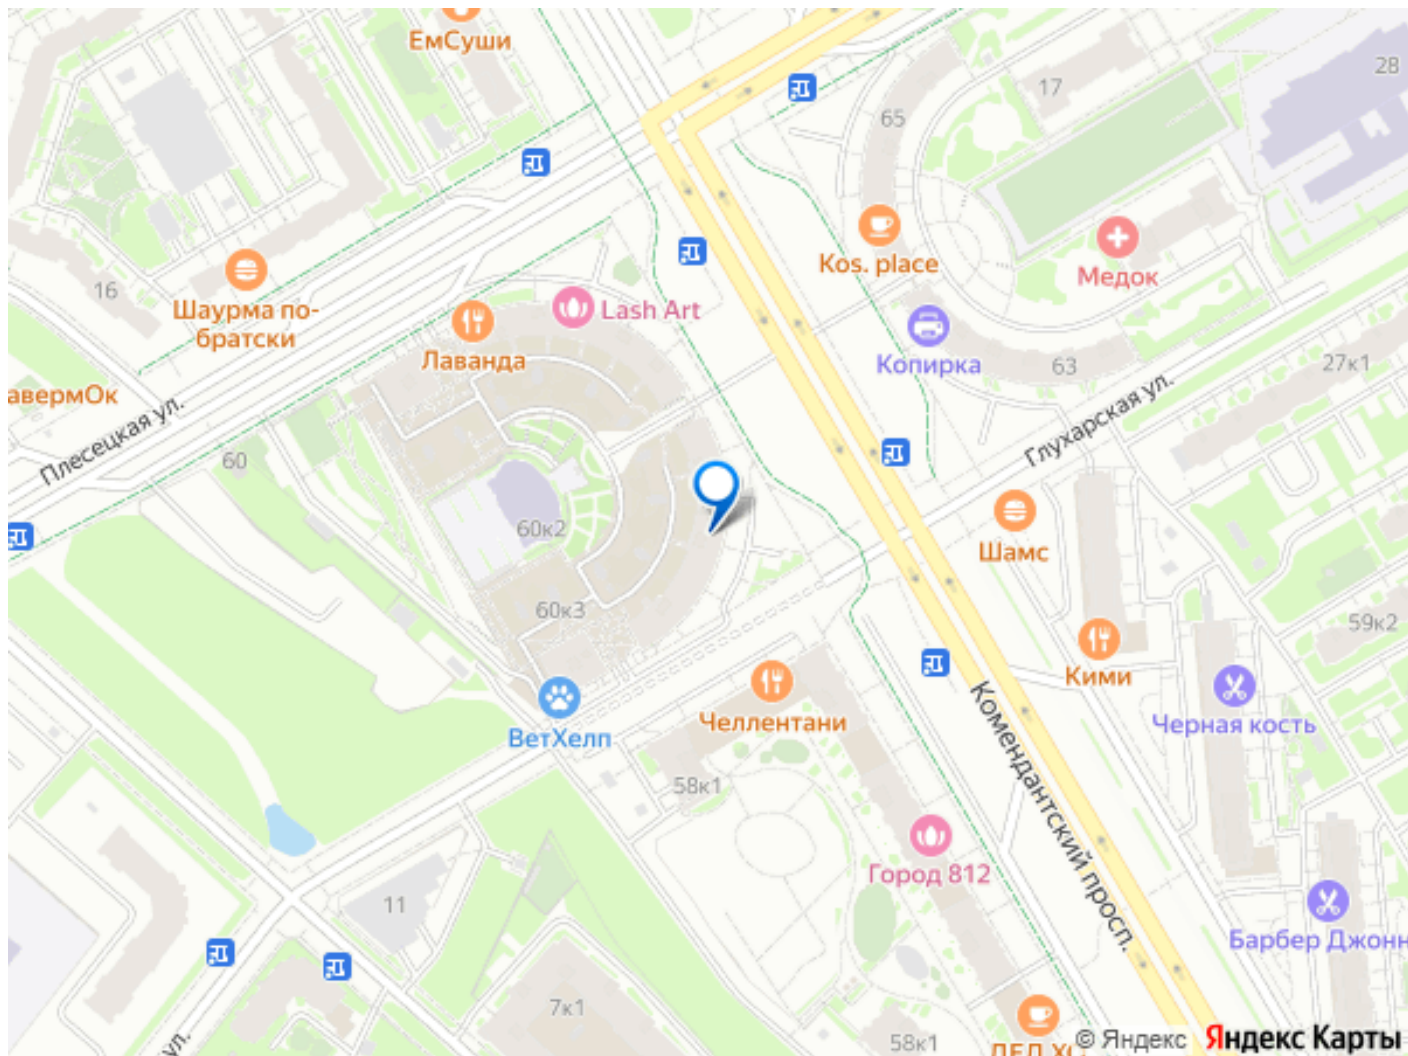 ЕмСуши
28
17
65
Kos. place
Медок
16
Шаурма по-
братски
Lash Art
Лаванда
Копирка
63
27к1
авермОк
Плесецкая ул.
Глухарская ул.
60
60к2
Шамс
60к3
59к2
Кими
Челлентани
Черная кость
ВетХелп
58к1
Комендантский просп.
Город 812
11
Барбер Джонн
7к1
ул.
58к1
© Яндекс Яндекс Карты